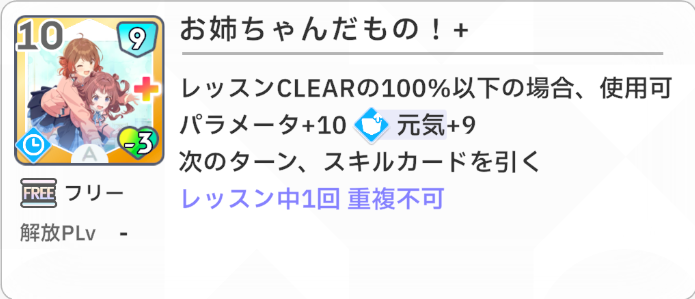 10
9
お姉ちゃんだもの！+
レッスンCLEARの100%以下の場合、使用可
パラメータ+10 元気+9
次のターン、スキルカードを引く
レッスン中1回 重複不可
+
A
-3
FREE フリー
解放PLv -